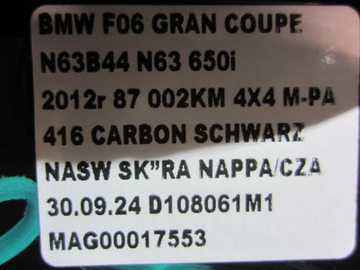 BMW F06 GRAN COUPE
N63B44 N63 650i
2012r 87 002KM 4X4 M-PA
416 CARBON SCHWARZ
NASW SK”RA NAPPA/CZA
30.09.24 D108061M1
MAG00017553